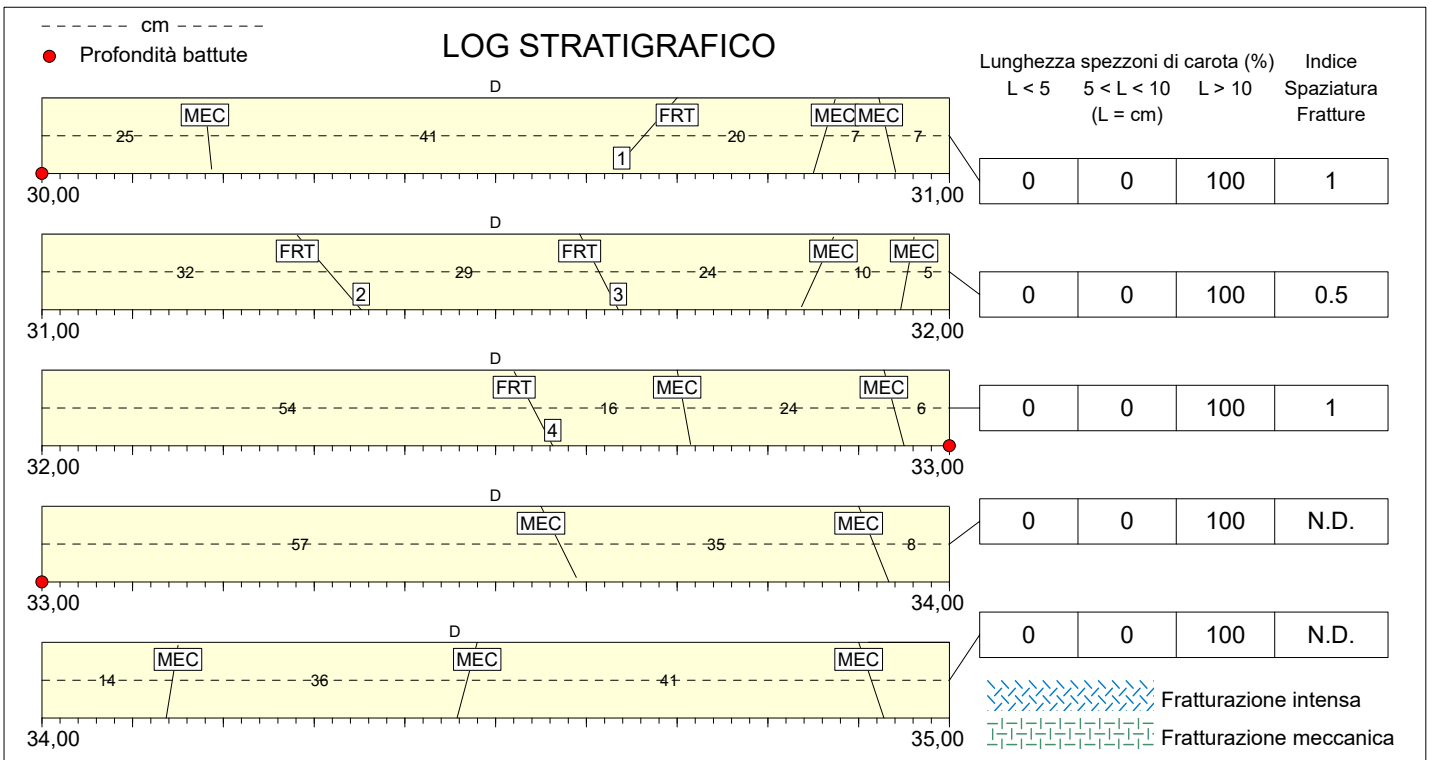 cm
Profondità battute
LOG STRATIGRAFICO
Lunghezza spezzoni di carota (%)
Indice
L < 5
5 < L < 10
L > 10
Spaziatura
(L = cm)
Fratture
D
MEC
FRT
MEC
MEC
25
41
20
7
7
1
30,00
31,00
0
0
100
1
D
FRT
FRT
MEC
MEC
32
29
24
10
5
2
3
31,00
32,00
0
0
100
0.5
D
FRT
MEC
MEC
54
16
24
6
4
32,00
33,00
0
0
100
1
D
MEC
MEC
57
35
8
33,00
34,00
0
0
100
N.D.
D
MEC
MEC
MEC
14
36
41
34,00
35,00
0
0
100
N.D.
Fratturazione intensa
Fratturazione meccanica